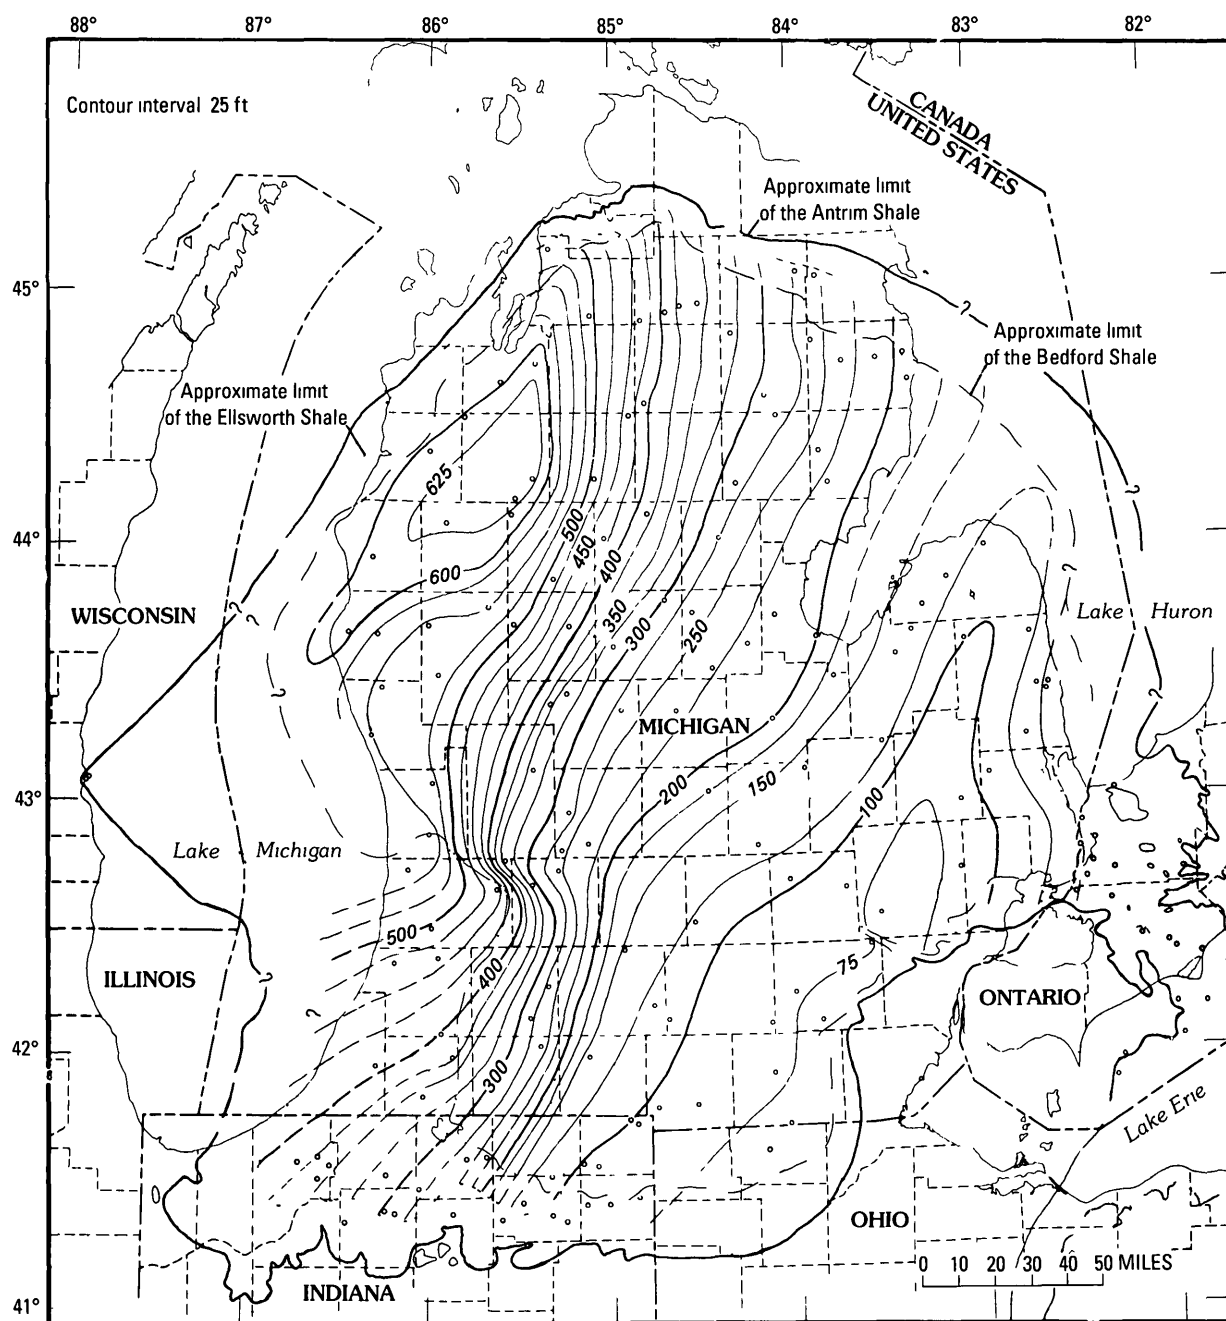 88° 87° 86° 85° 84° 83° 82°
Contour interval 25 ft
CANADA
UNITED STATES
Approximate limit
of the Antrim Shale
45°
Approximate limit
of the Bedford Shale
?
Approximate limit
of the Ellsworth Shale
625
?
?
500
44°
450
400
600
?
?
350
WISCONSIN
Lake Huron
300
250
?
?
MICHIGAN
200
150
43°
100
Lake Michigan
500
75
400
?
ILLINOIS
ONTARIO
?
42°
300
Lake Erie
OHIO
0 10 20 30 40 50 MILES
INDIANA
41°